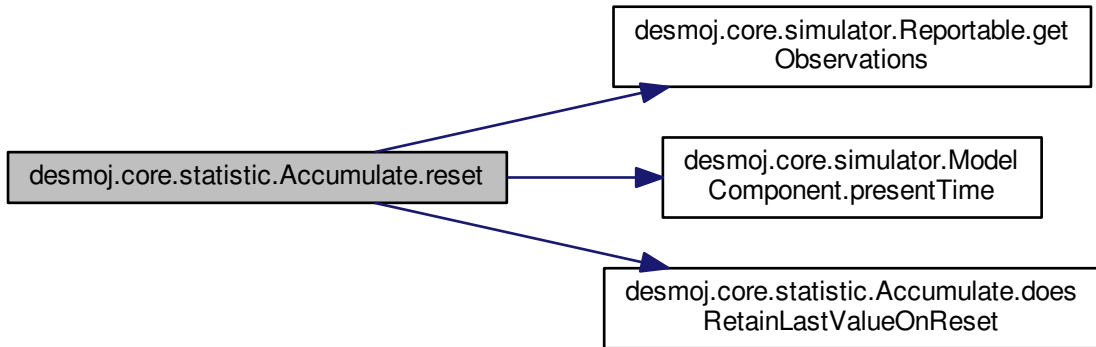 desmoj.core.simulator.Reportable.get
Observations
desmoj.core.statistic.Accumulate.reset
desmoj.core.simulator.Model
Component.presentTime
desmoj.core.statistic.Accumulate.does
RetainLastValueOnReset